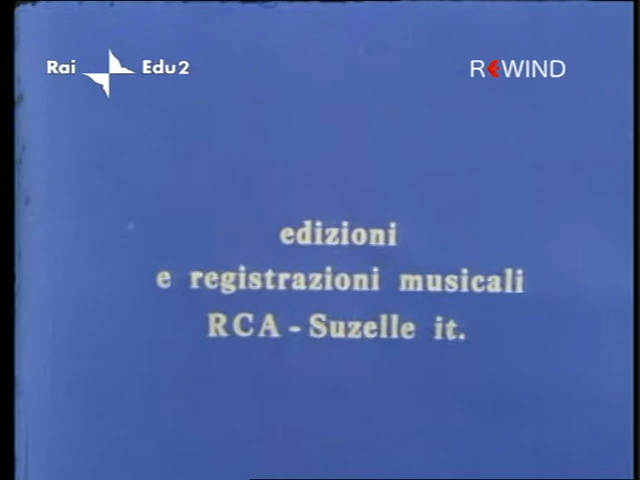 Rai Edu2
REWIND
edizioni
e registrazioni musicali
RCA - Suzelle it.